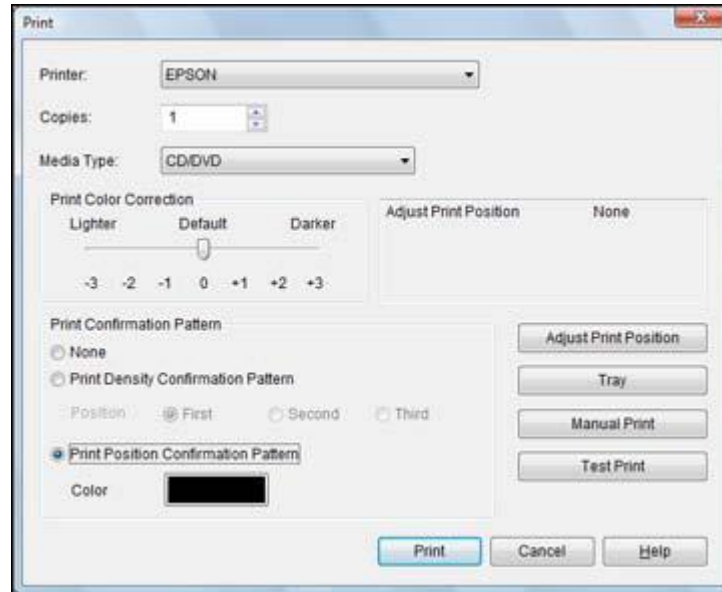 Print
Printer: EPSON
Copies: 1
Media Type: CD/DVD
Print Color Correction
Lighter Default Darker
-3 -2 -1 0 +1 +2 +3
Adjust Print Position None
Print Confirmation Pattern
None
Print Density Confirmation Pattern
Position First Second Third
Print Position Confirmation Pattern
Color
Adjust Print Position
Tray
Manual Print
Test Print
Print Cancel Help